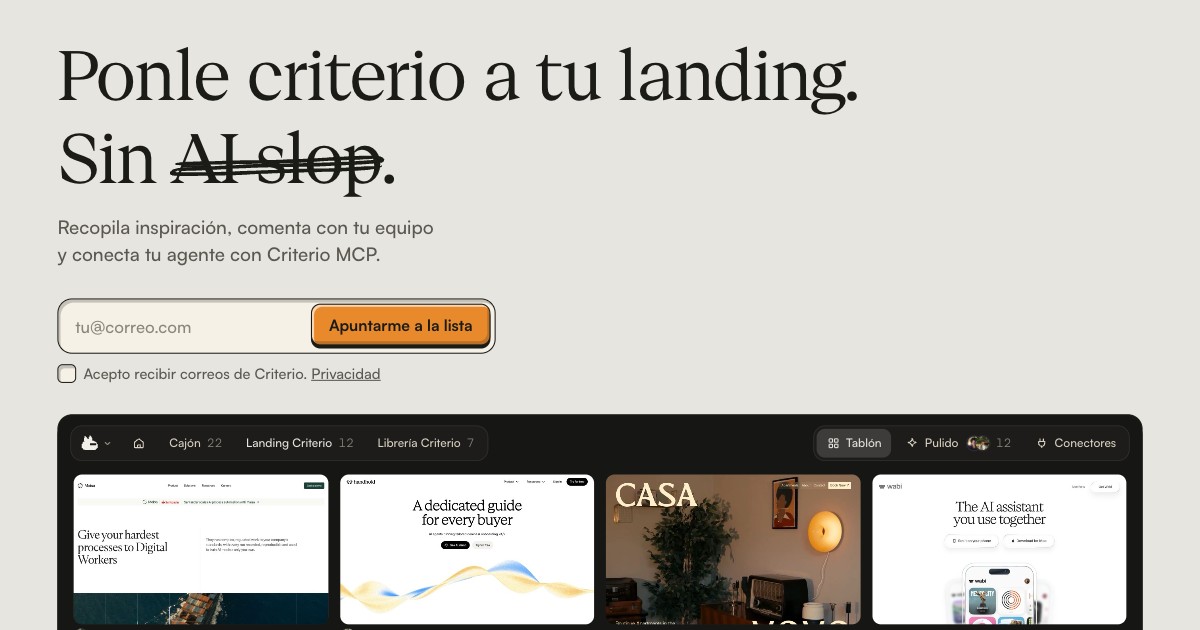 Ponle criterio a tu landing.
Sin AI slop.
Recopila inspiración, comenta con tu equipo
y conecta tu agente con Criterio MCP.
tu@correo.com
Apuntarme a la lista
Acepto recibir correos de Criterio. Privacidad
Cajón 22
Landing Criterio 12
Librería Criterio 7
Tablón
Pulido 12
Conectores
Give your hardest
processes to Digital
Workers
handhold
A dedicated guide
for every buyer
CASA
wabi
The AI assistant
you use together
wabi